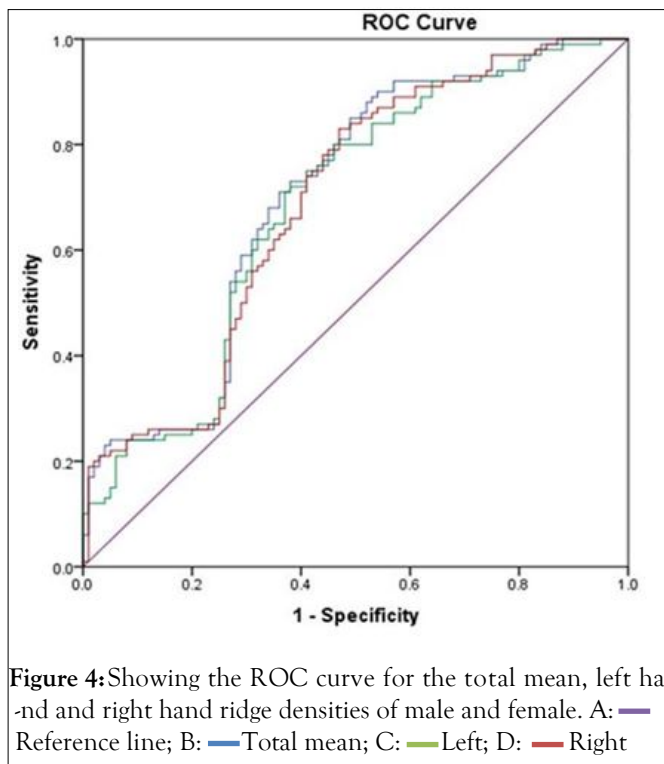 ROC Curve
1.0
0.8
0.6
0.4
0.2
0.0
Sensitivity
0.0 0.2 0.4 0.6 0.8 1.0
1 - Specificity
Figure 4:Showing the ROC curve for the total mean, left ha
-nd and right hand ridge densities of male and female. A:
Reference line; B: Total mean; C: Left; D: Right